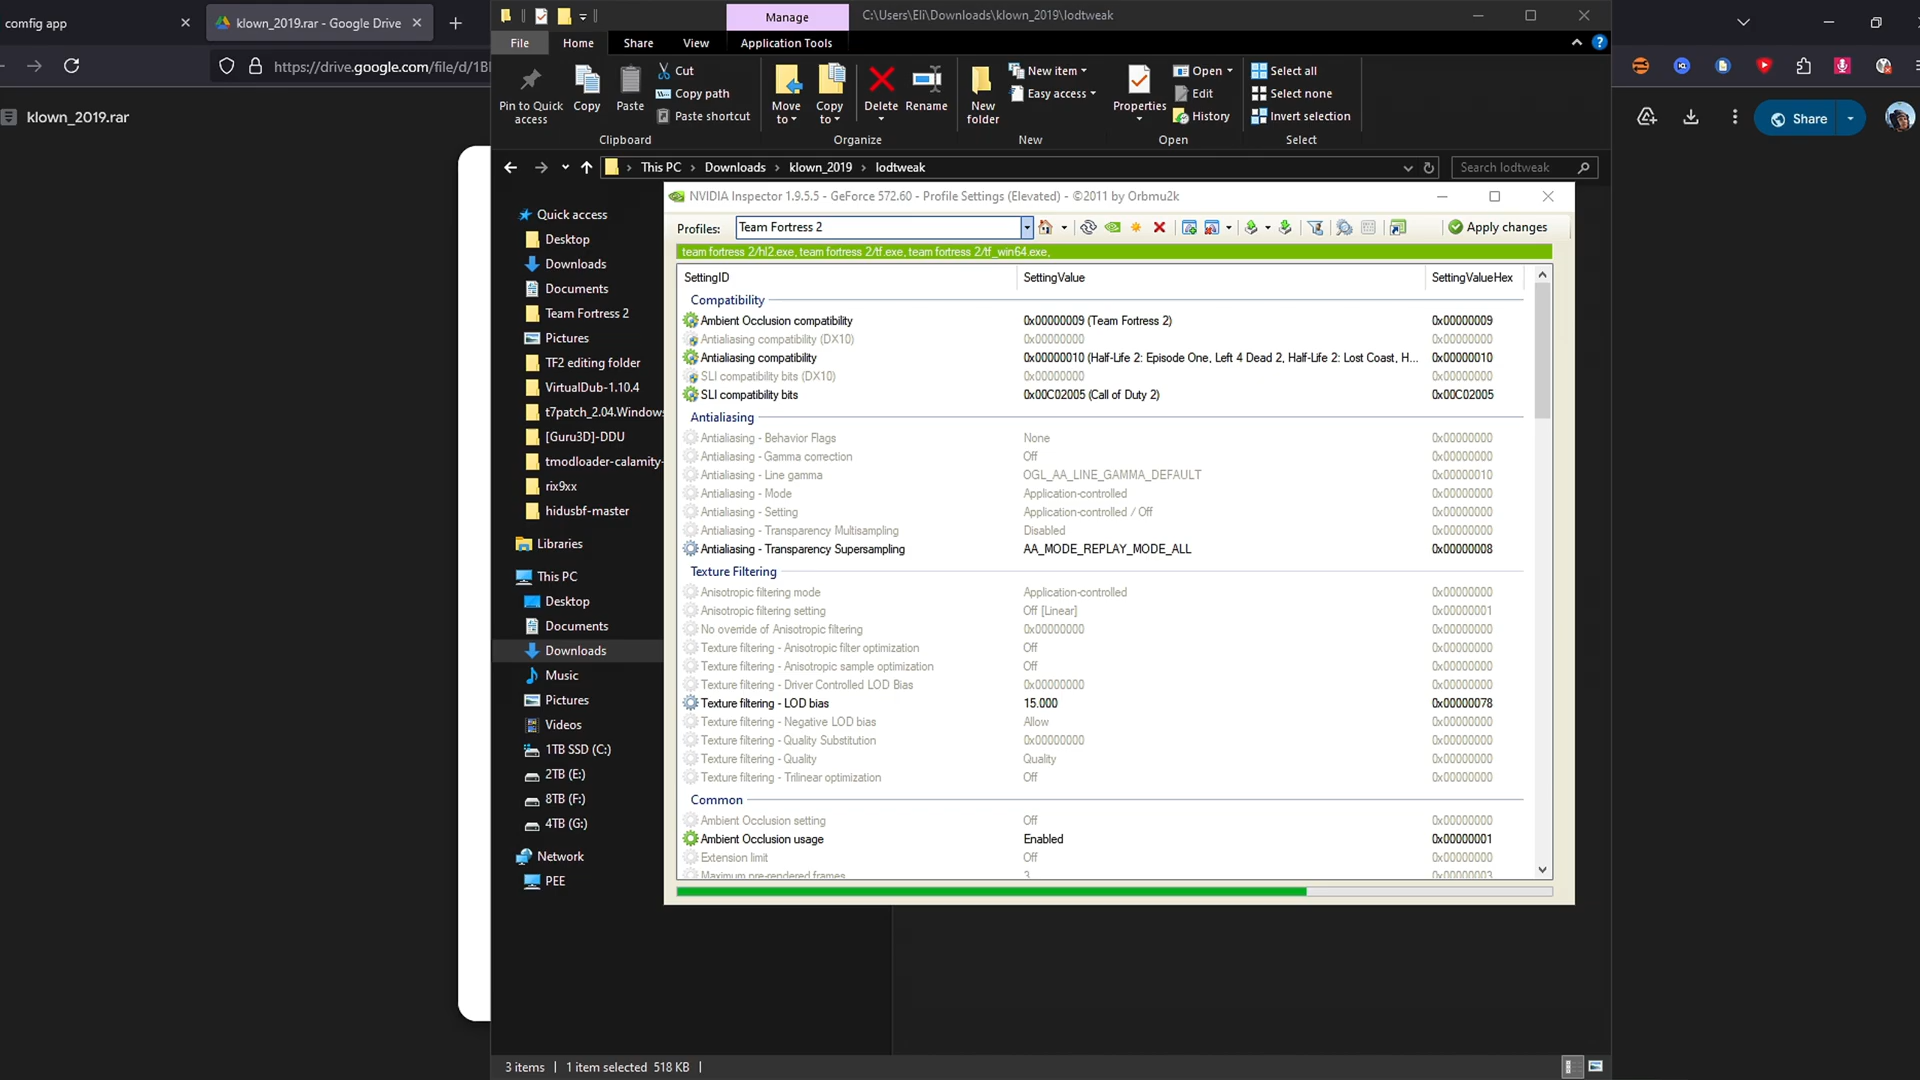 comfig app
klown_2019.rar - Google Drive
https://drive.google.com/file/d/1BI
klown_2019.rar
Share
Manage
C:\Users\Eli\Downloads\klown_2019\lodtweak
File
Home
Share
View
Application Tools
Pin to Quick access
Copy
Paste
Cut
Copy path
Paste shortcut
Clipboard
Move to
Copy to
Delete
Rename
Organize
New folder
New item
Easy access
New
Properties
Open
Edit
History
Open
Select all
Select none
Invert selection
Select
This PC > Downloads > klown_2019 > lodtweak
Search lodtweak
Quick access
Desktop
Downloads
Documents
Team Fortress 2
Pictures
TF2 editing folder
VirtualDub-1.10.4
t7patch_2.04.Windows
[Guru3D]-DDU
tmodloader-calamity-
rix9xx
hidusbf-master
Libraries
This PC
Desktop
Documents
Downloads
Music
Pictures
Videos
1TB SSD (C:)
2TB (E:)
8TB (F:)
4TB (G:)
Network
PEE
NVIDIA Inspector 1.9.5.5 - GeForce 572.60 - Profile Settings (Elevated) - ©2011 by Orbmu2k
Profiles: Team Fortress 2
Apply changes
team fortress 2/hl2.exe, team fortress 2/tf.exe, team fortress 2/tf_win64.exe,
SettingID SettingValue SettingValueHex
Compatibility
Ambient Occlusion compatibility 0x00000009 (Team Fortress 2) 0x00000009
Antialiasing compatibility (DX10) 0x00000000 0x00000000
Antialiasing compatibility 0x00000010 (Half-Life 2: Episode One, Left 4 Dead 2, Half-Life 2: Lost Coast, H... 0x00000010
SLI compatibility bits (DX10) 0x00000000 0x00000000
SLI compatibility bits 0x00C02005 (Call of Duty 2) 0x00C02005
Antialiasing
Antialiasing - Behavior Flags None 0x00000000
Antialiasing - Gamma correction Off 0x00000000
Antialiasing - Line gamma OGL_AA_LINE_GAMMA_DEFAULT 0x00000010
Antialiasing - Mode Application-controlled 0x00000000
Antialiasing - Setting Application-controlled / Off 0x00000000
Antialiasing - Transparency Multisampling Disabled 0x00000000
Antialiasing - Transparency Supersampling AA_MODE_REPLAY_MODE_ALL 0x00000008
Texture Filtering
Anisotropic filtering mode Application-controlled 0x00000000
Anisotropic filtering setting Off [Linear] 0x00000001
No override of Anisotropic filtering 0x00000000 0x00000000
Texture filtering - Anisotropic filter optimization Off 0x00000000
Texture filtering - Anisotropic sample optimization Off 0x00000000
Texture filtering - Driver Controlled LOD Bias 0x00000000 0x00000000
Texture filtering - LOD bias 15.000 0x00000078
Texture filtering - Negative LOD bias Allow 0x00000000
Texture filtering - Quality Substitution 0x00000000 0x00000000
Texture filtering - Quality Quality 0x00000000
Texture filtering - Trilinear optimization Off 0x00000000
Common
Ambient Occlusion setting Off 0x00000000
Ambient Occlusion usage Enabled 0x00000001
Extension limit Off 0x00000000
Maximum pre-rendered frames 3 0x00000003
3 items 1 item selected 518 KB